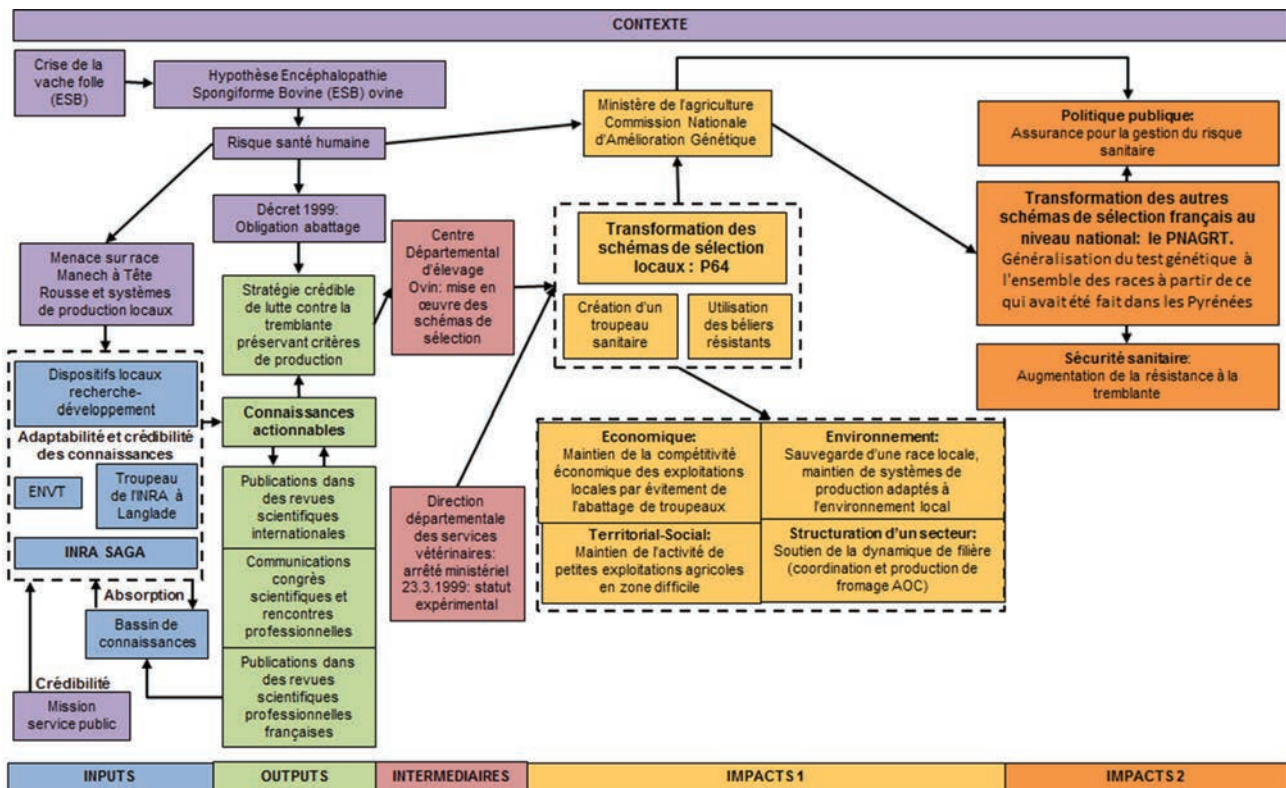 CONTEXTE
Crise de la
vache folle
(ESB)
Hypothèse Encéphalopathie
Spongiforme Bovine (ESB) ovine
Risque santé humaine
Décret 1999:
Obligation abattage
Menace sur race
Manech à Tête
Rousse et systèmes
de production locaux
Dispositifs locaux
recherche-
développement
Adaptabilité et crédibilité
des connaissances
ENVT
Troupeau
de l'INRA à
Langlade
INRA SAGA
Absorption
Bassin de
connaissances
Crédibilité
Mission
service public
Stratégie crédible
de lutte contre la
tremblante
préservant critères
de production
Connaissances
actionnables
Publications dans
des revues
scientifiques
internationales
Communications
congrès
scientifiques et
rencontres
professionnelles
Publications dans
des revues
scientifiques
professionnelles
françaises
Centre
Départemental
d'élevage
Ovin: mise en
œuvre des
schémas de
sélection
Direction
départementale
des services
vétérinaires:
arrêté ministériel
23.3.1999: statut
expérimental
Ministère de l'agriculture
Commission Nationale
d'Amélioration Génétique
Transformation des
schémas de sélection
locaux : P64
Création d'un
troupeau
sanitaire
Utilisation
des béliers
résistants
Economique:
Maintien de la compétitivité
économique des exploitations
locales par évitement de
l'abattage de troupeaux
Environnement:
Sauvegarde d'une race locale,
maintien de systèmes de
production adaptés à
l'environnement local
Territorial-Social:
Maintien de l'activité de
petites exploitations agricoles
en zone difficile
Structuration d'un secteur:
Soutien de la dynamique de filière
(coordination et production de
fromage AOC)
Politique publique:
Assurance pour la gestion du risque
sanitaire
Transformation des autres
schémas de sélection français au
niveau national: le PNAGRT.
Généralisation du test génétique à
l'ensemble des races à partir de ce
qui avait été fait dans les Pyrénées
Sécurité sanitaire:
Augmentation de la résistance à la
tremblante
INPUTS
OUTPUTS
INTERMEDIAIRES
IMPACTS 1
IMPACTS 2